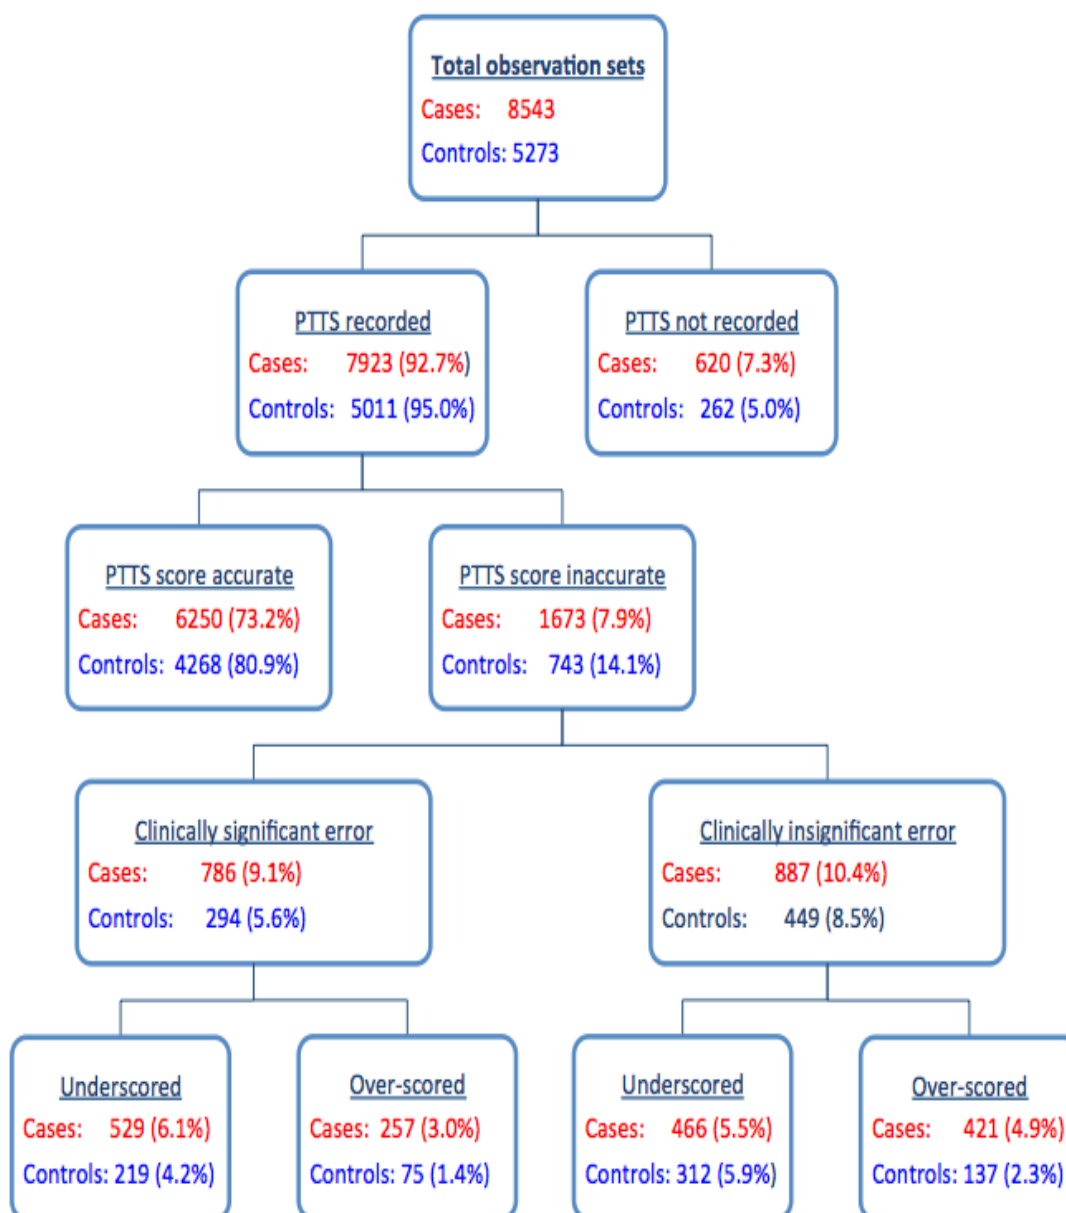 Total observation sets
Cases: 8543
Controls: 5273
PTTS recorded
Cases: 7923 (92.7%)
Controls: 5011 (95.0%)
PTTS not recorded
Cases: 620 (7.3%)
Controls: 262 (5.0%)
PTTS score accurate
Cases: 6250 (73.2%)
Controls: 4268 (80.9%)
PTTS score inaccurate
Cases: 1673 (7.9%)
Controls: 743 (14.1%)
Clinically significant error
Cases: 786 (9.1%)
Controls: 294 (5.6%)
Clinically insignificant error
Cases: 887 (10.4%)
Controls: 449 (8.5%)
Underscored
Cases: 529 (6.1%)
Controls: 219 (4.2%)
Over-scored
Cases: 257 (3.0%)
Controls: 75 (1.4%)
Underscored
Cases: 466 (5.5%)
Controls: 312 (5.9%)
Over-scored
Cases: 421 (4.9%)
Controls: 137 (2.3%)